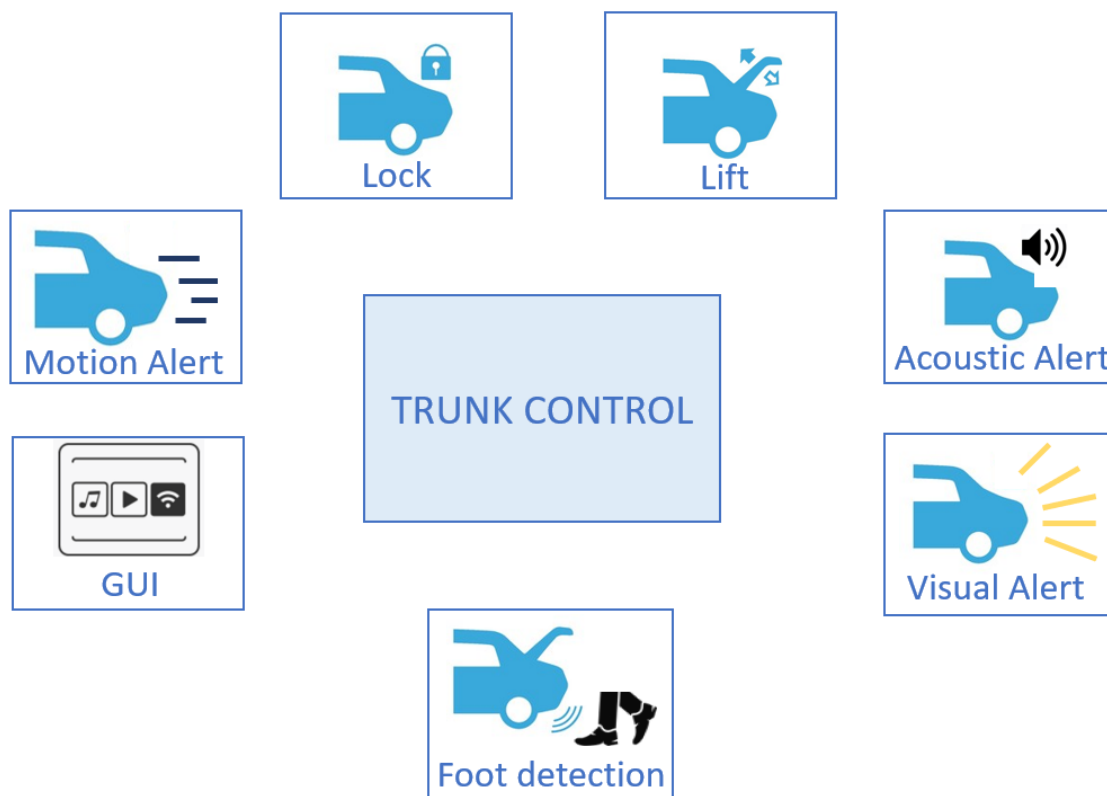 Lock
Lift
Motion Alert
Acoustic Alert
TRUNK CONTROL
GUI
Visual Alert
Foot detection